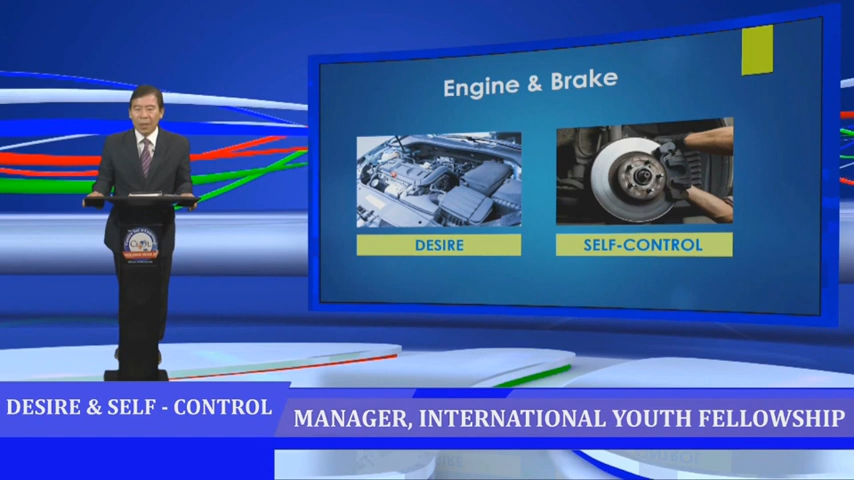 Engine & Brake
DESIRE
SELF-CONTROL
DESIRE & SELF - CONTROL
MANAGER, INTERNATIONAL YOUTH FELLOWSHIP